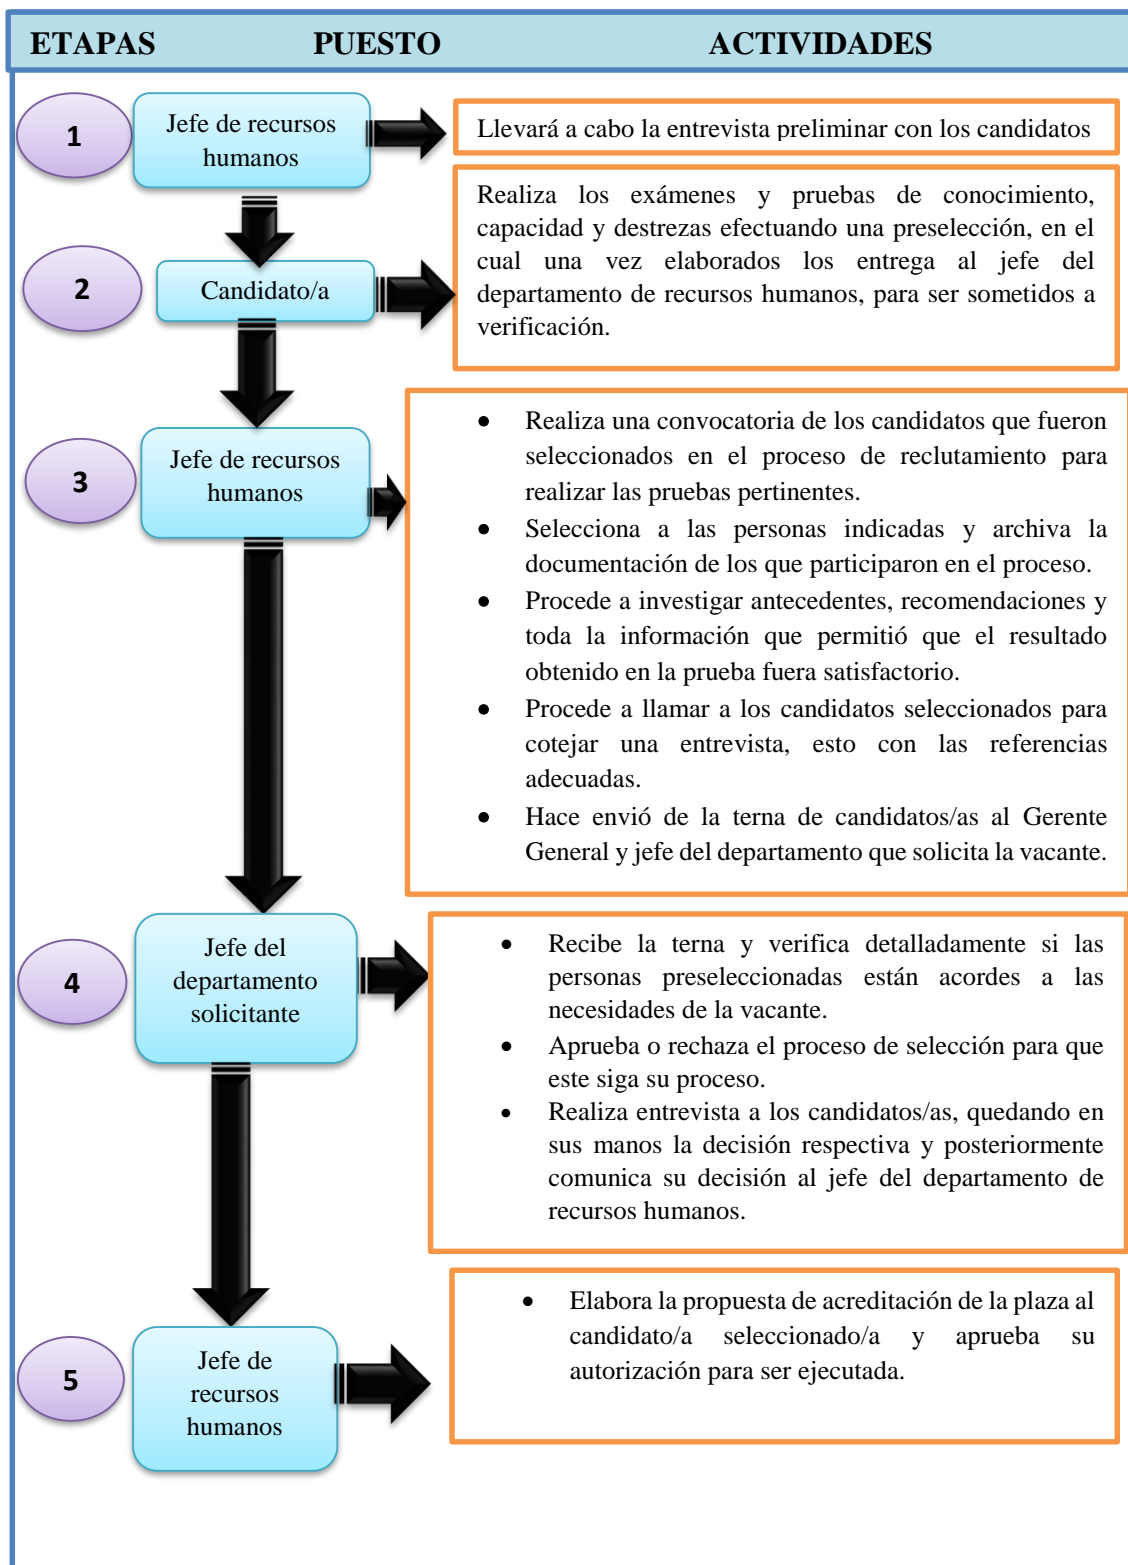 ETAPAS PUESTO ACTIVIDADES
1
Jefe de recursos
humanos
Llevará a cabo la entrevista preliminar con los candidatos
2
Candidato/a
Realiza los exámenes y pruebas de conocimiento,
capacidad y destrezas efectuando una preselección, en el
cual una vez elaborados los entrega al jefe del
departamento de recursos humanos, para ser sometidos a
verificación.
3
Jefe de recursos
humanos
• Realiza una convocatoria de los candidatos que fueron
seleccionados en el proceso de reclutamiento para
realizar las pruebas pertinentes.
• Selecciona a las personas indicadas y archiva la
documentación de los que participaron en el proceso.
• Procede a investigar antecedentes, recomendaciones y
toda la información que permitió que el resultado
obtenido en la prueba fuera satisfactorio.
• Procede a llamar a los candidatos seleccionados para
cotejar una entrevista, esto con las referencias
adecuadas.
• Hace envió de la terna de candidatos/as al Gerente
General y jefe del departamento que solicita la vacante.
4
Jefe del
departamento
solicitante
• Recibe la terna y verifica detalladamente si las
personas preseleccionadas están acordes a las
necesidades de la vacante.
• Aprueba o rechaza el proceso de selección para que
este siga su proceso.
• Realiza entrevista a los candidatos/as, quedando en
sus manos la decisión respectiva y posteriormente
comunica su decisión al jefe del departamento de
recursos humanos.
5
Jefe de
recursos
humanos
• Elabora la propuesta de acreditación de la plaza al
candidato/a seleccionado/a y aprueba su
autorización para ser ejecutada.